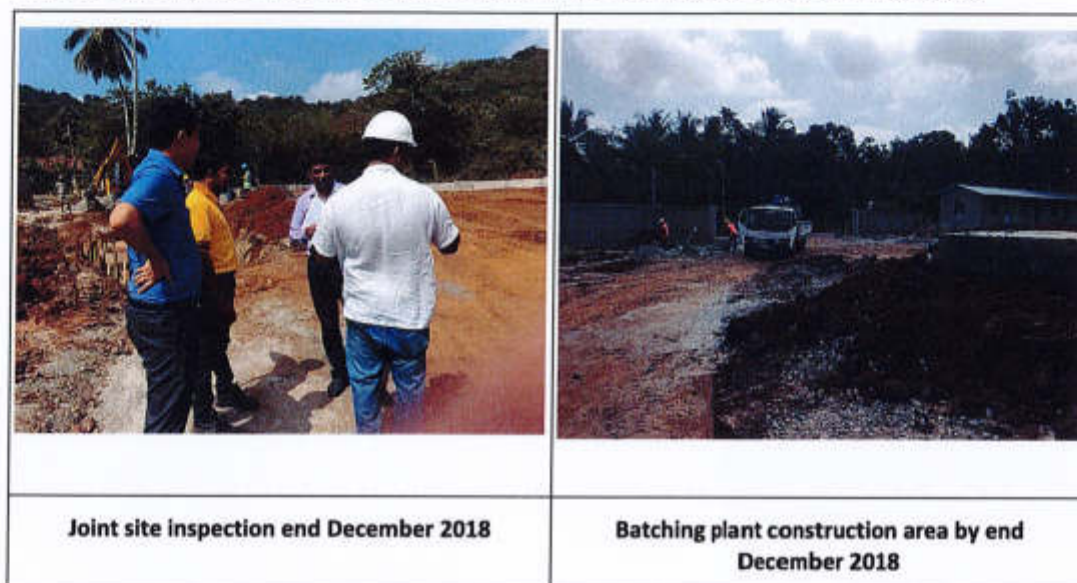 Joint site inspection end December 2018
Batching plant construction area by end
December 2018